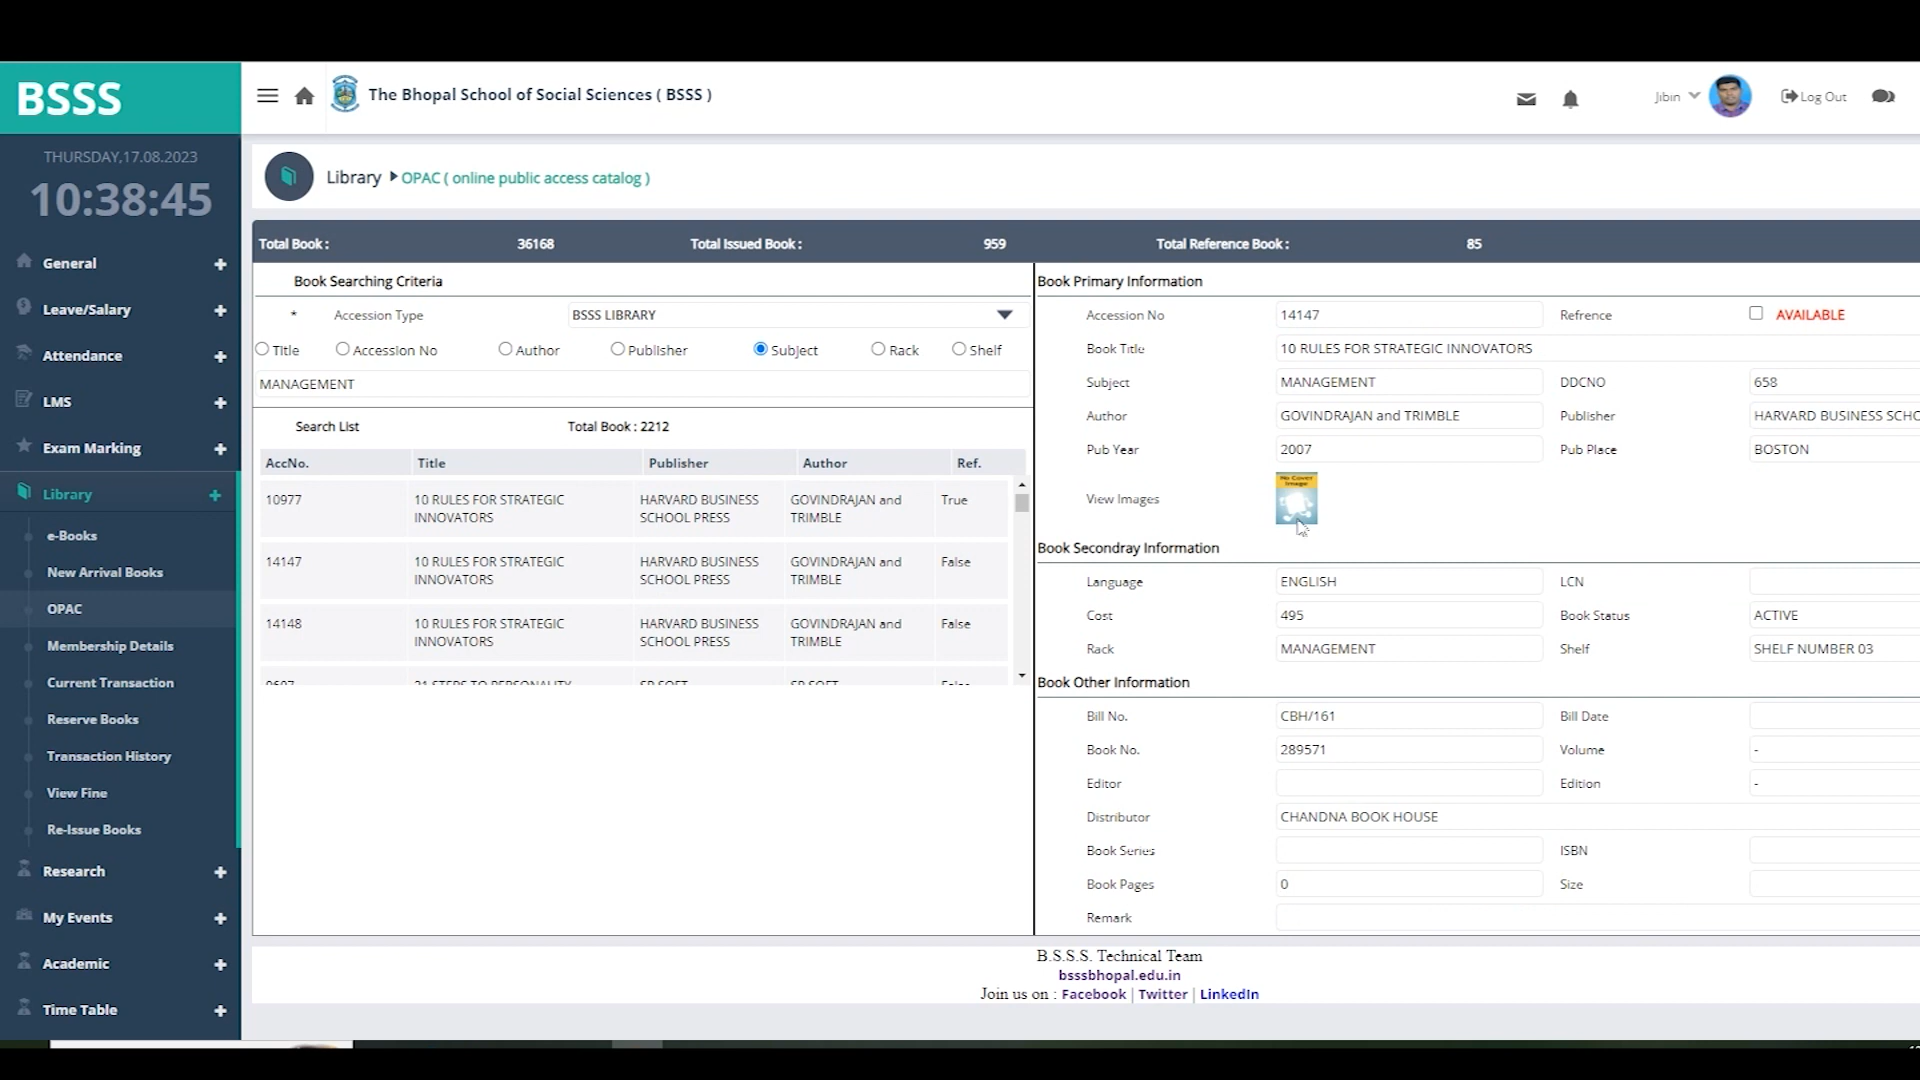 BSSS
The Bhopal School of Social Sciences ( BSSS )
Jibin
Log Out
THURSDAY,17.08.2023
10:38:45
General
Leave/Salary
Attendance
LMS
Exam Marking
Library
e-Books
New Arrival Books
OPAC
Membership Details
Current Transaction
Reserve Books
Transaction History
View Fine
Re-Issue Books
Research
My Events
Academic
Time Table
Library OPAC ( online public access catalog )
Total Book : 36168 Total Issued Book : 959 Total Reference Book : 85
Book Searching Criteria
* Accession Type BSSS LIBRARY
Title Accession No Author Publisher Subject Rack Shelf
MANAGEMENT
Search List Total Book : 2212
AccNo. Title Publisher Author Ref.
10977 10 RULES FOR STRATEGIC INNOVATORS HARVARD BUSINESS SCHOOL PRESS GOVINDRAJAN and TRIMBLE True
14147 10 RULES FOR STRATEGIC INNOVATORS HARVARD BUSINESS SCHOOL PRESS GOVINDRAJAN and TRIMBLE False
14148 10 RULES FOR STRATEGIC INNOVATORS HARVARD BUSINESS SCHOOL PRESS GOVINDRAJAN and TRIMBLE False
Book Primary Information
Accession No 14147 Refrence AVAILABLE
Book Title 10 RULES FOR STRATEGIC INNOVATORS
Subject MANAGEMENT DDCNO 658
Author GOVINDRAJAN and TRIMBLE Publisher HARVARD BUSINESS SCHO
Pub Year 2007 Pub Place BOSTON
View Images No Cover Image
Book Secondray Information
Language ENGLISH LCN
Cost 495 Book Status ACTIVE
Rack MANAGEMENT Shelf SHELF NUMBER 03
Book Other Information
Bill No. CBH/161 Bill Date
Book No. 289571 Volume -
Editor Edition -
Distributor CHANDNA BOOK HOUSE
Book Series ISBN
Book Pages 0 Size
Remark
B.S.S.S. Technical Team
bsssbhopal.edu.in
Join us on : Facebook | Twitter | LinkedIn